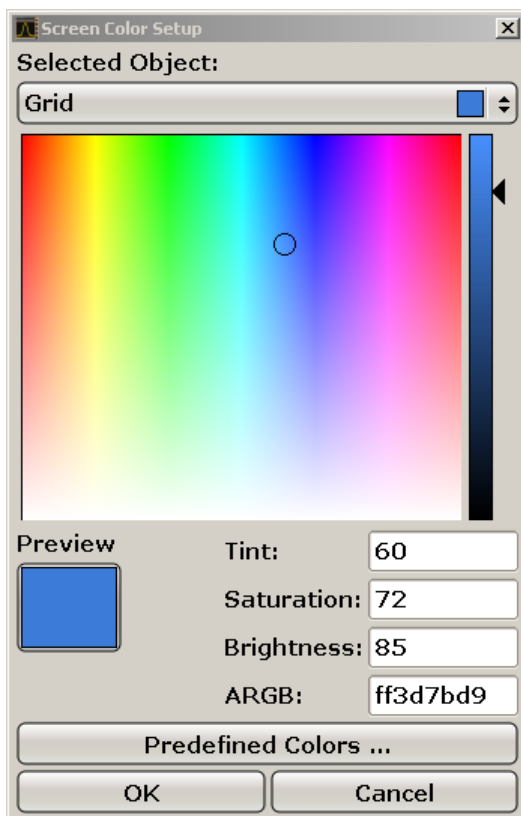 Screen Color Setup
Selected Object:
Grid
Preview
Tint: 60
Saturation: 72
Brightness: 85
ARGB: ff3d7bd9
Predefined Colors ...
OK Cancel